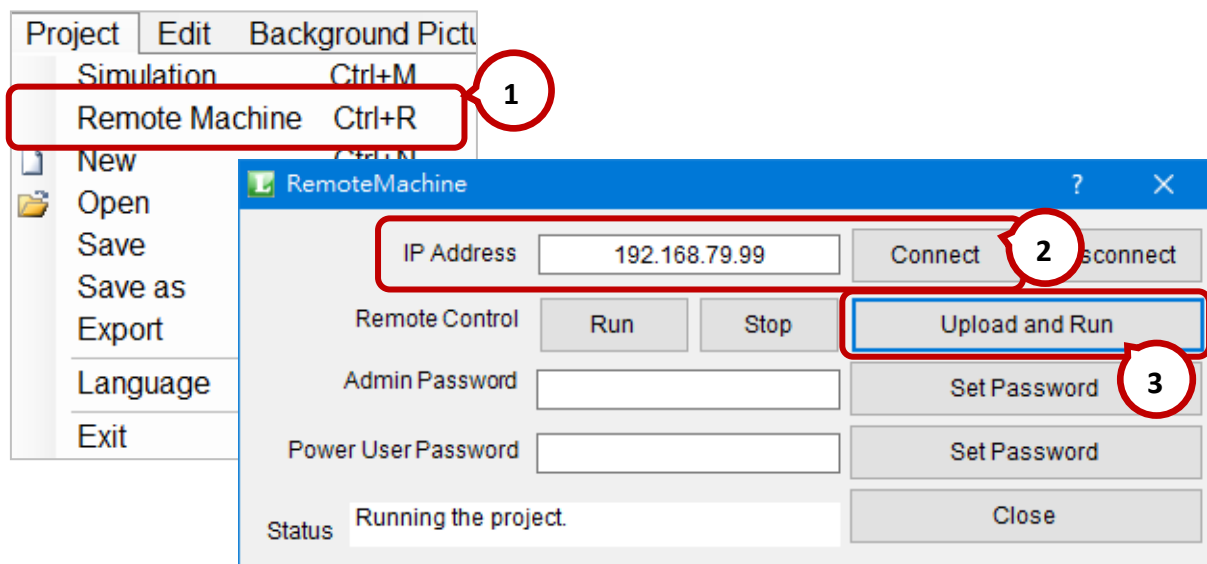 Project Edit Background Pictu
Simulation Ctrl+M
Remote Machine Ctrl+R
1
New Ctrl+N
Open
Save
Save as
Export
Language
Exit
L RemoteMachine ? ×
IP Address 192.168.79.99 Connect 2 sconnect
Remote Control Run Stop Upload and Run
Admin Password Set Password 3
Power User Password Set Password
Status Running the project. Close